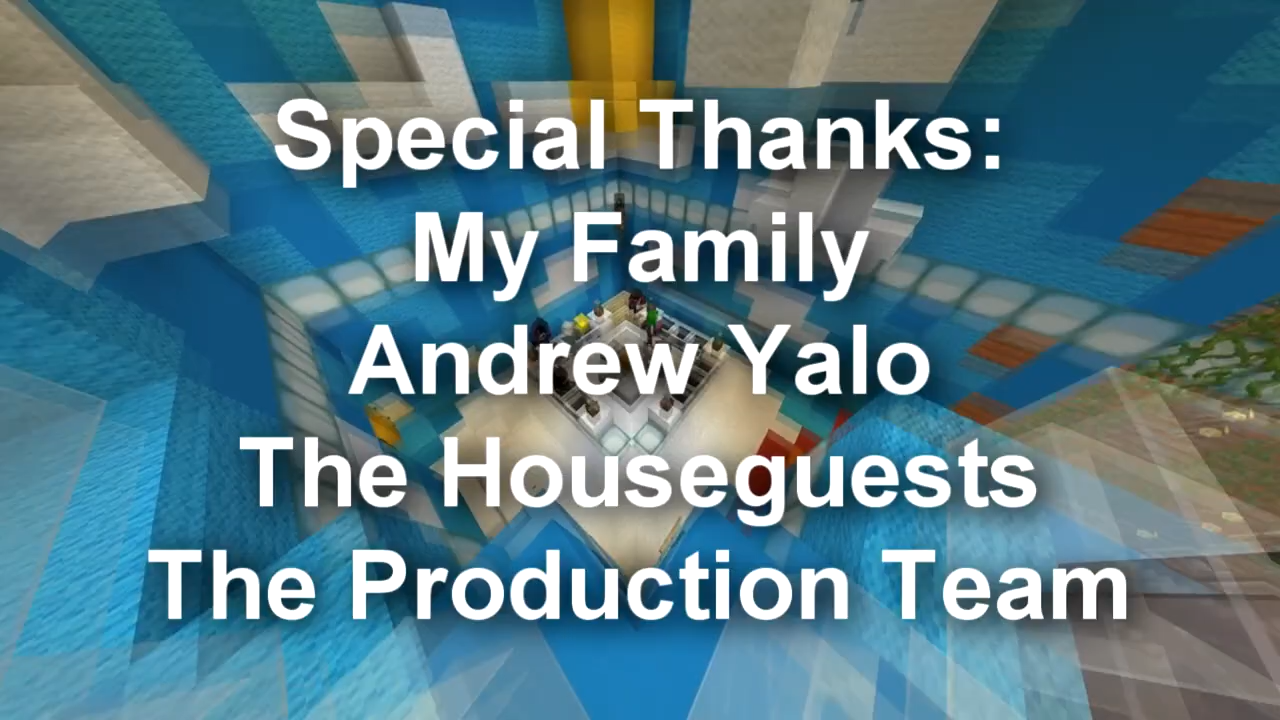 Special Thanks:
My Family
Andrew Yalo
The Houseguests
The Production Team